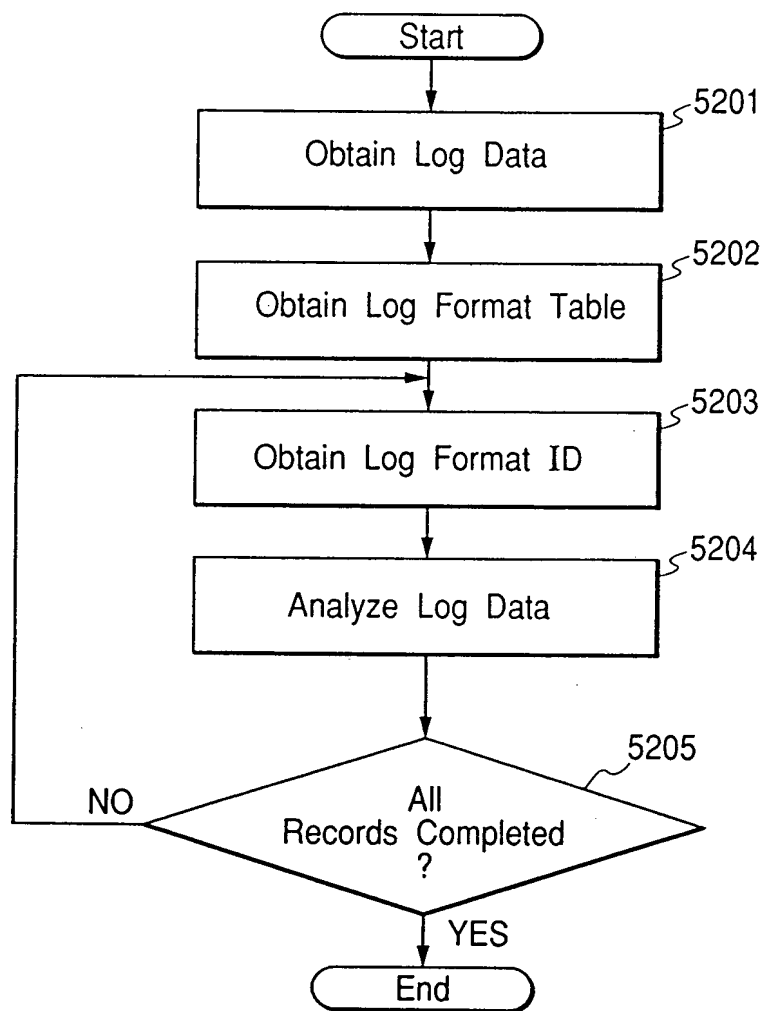 Start
5201
Obtain Log Data
5202
Obtain Log Format Table
5203
Obtain Log Format ID
5204
Analyze Log Data
5205
NO
All
Records Completed
?
YES
End